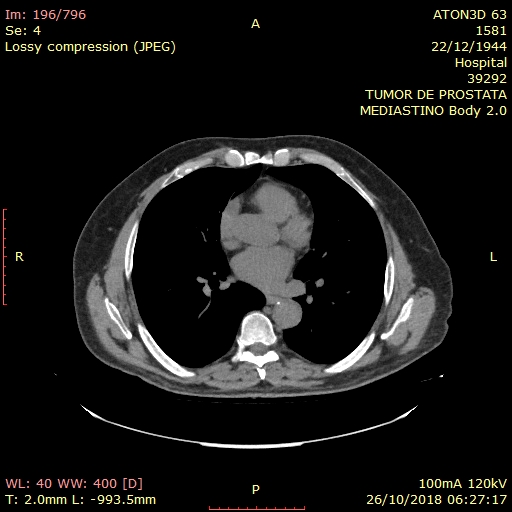 Im: 196/796
Se: 4
Lossy compression (JPEG)
A
ATON3D 63
1581
22/12/1944
Hospital
39292
TUMOR DE PROSTATA
MEDIASTINO Body 2.0
R
L
WL: 40 WW: 400 [D]
T: 2.0mm L: -993.5mm
P
100mA 120kV
26/10/2018 06:27:17